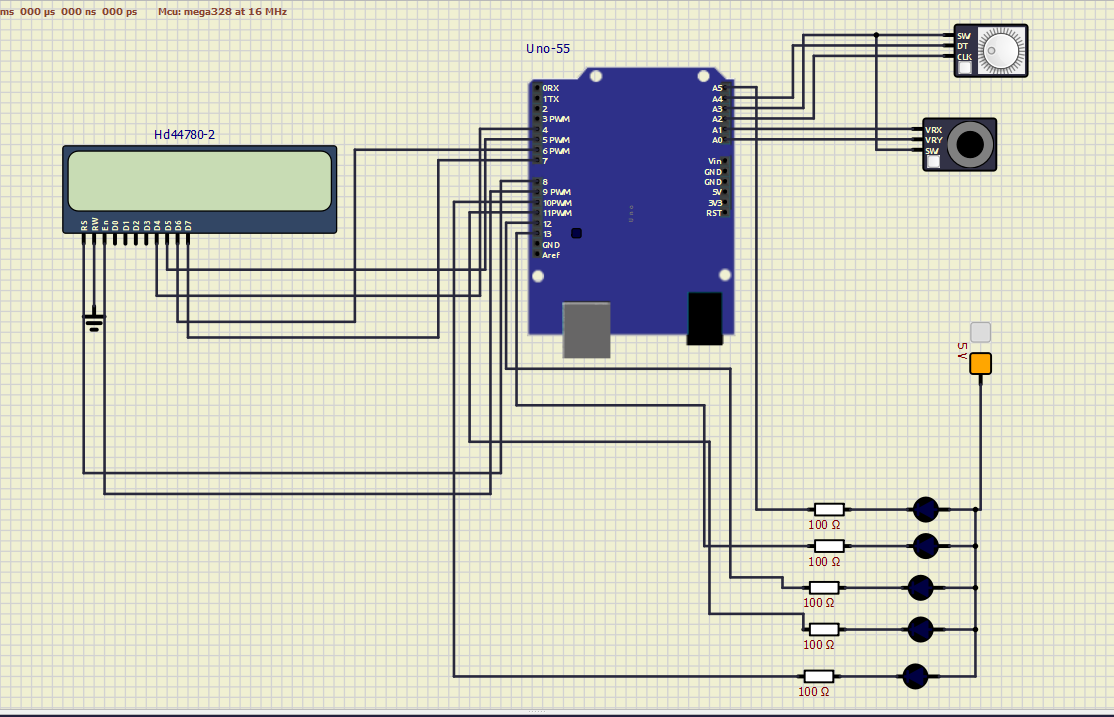 ms 000 µs 000 ns 000 ps Mcu: mega328 at 16 MHz
Uno-55
SW
DT
CLK
0RX
1TX
2
3 PWM
4
5 PWM
6 PWM
7
8
9 PWM
10PWM
11PWM
12
13
GND
Aref
A5
A4
A3
A2
A1
A0
Vin
GND
GND
5V
3V3
RST
VRX
VRY
SW
Hd44780-2
RS
RW
En
D0
D1
D2
D3
D4
D5
D6
D7
5 V
100 Ω
100 Ω
100 Ω
100 Ω
100 Ω